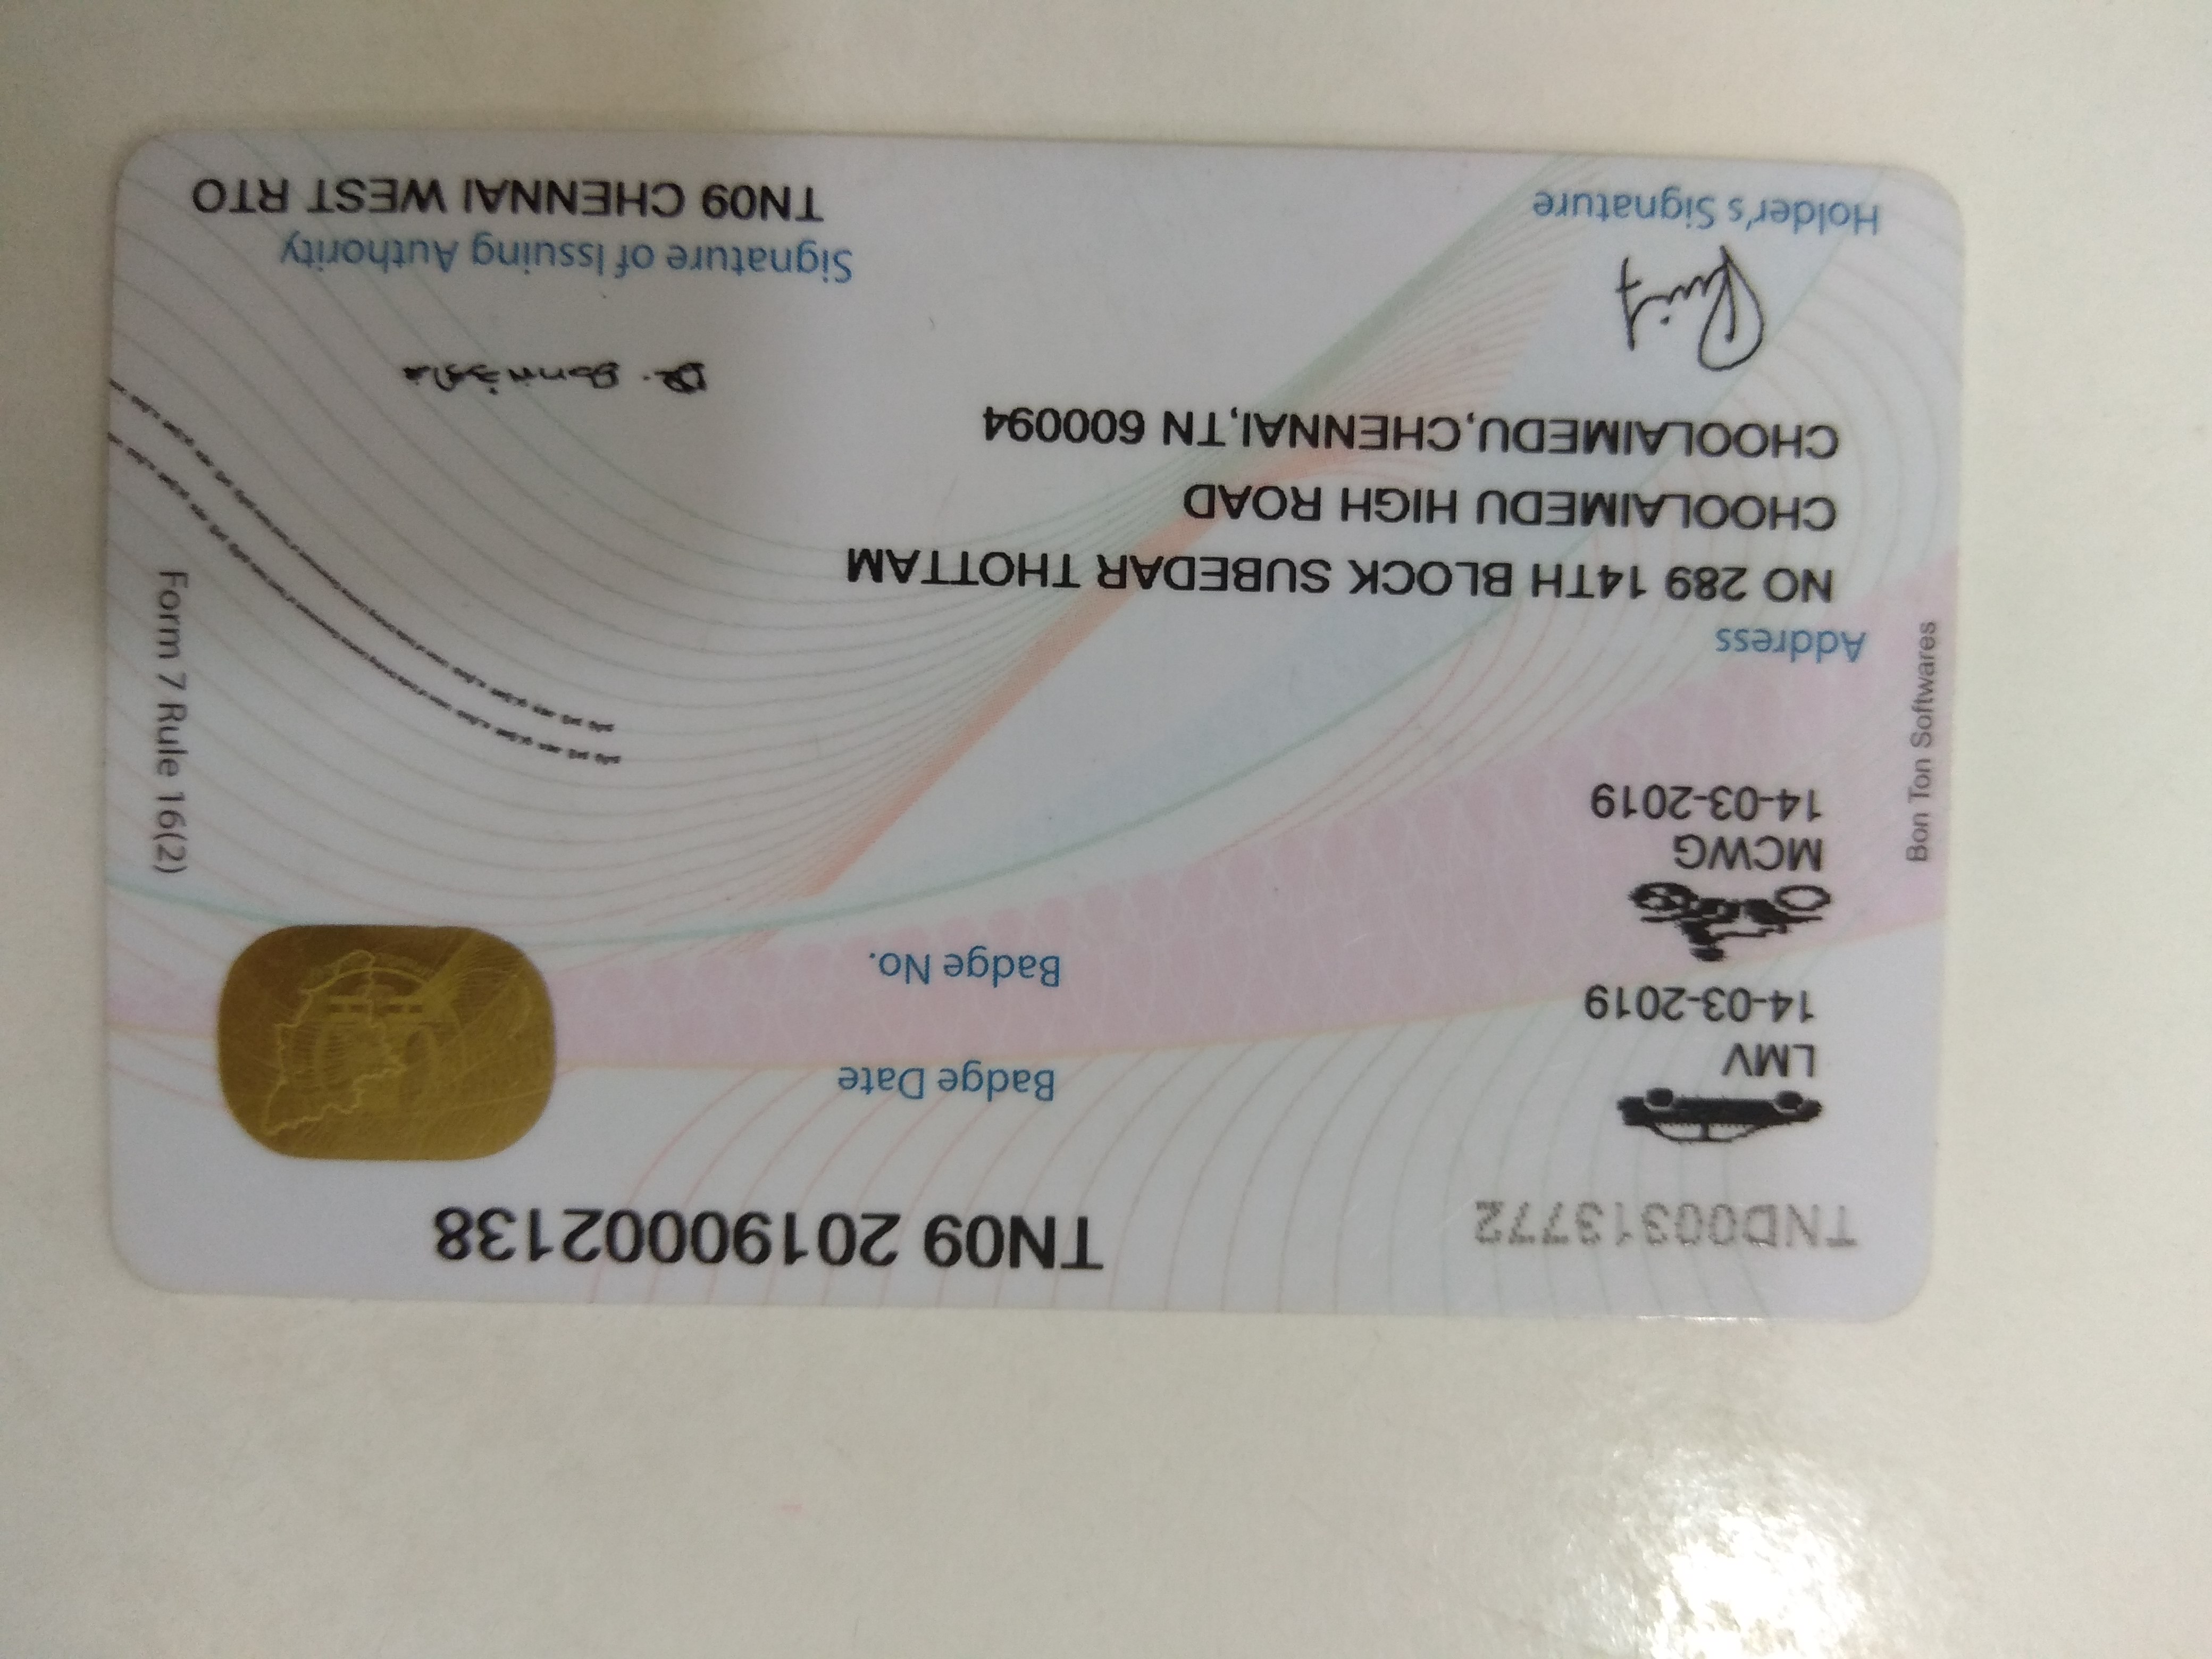 TND00313772
TN09 20190002138
LMV
14-03-2019
Badge Date
MCWG
14-03-2019
Badge No.
Address
NO 289 14TH BLOCK SUBEDAR THOTTAM
CHOOLAIMEDU HIGH ROAD
CHOOLAIMEDU,CHENNAI,TN 600094
Holder's Signature
Signature of Issuing Authority
TN09 CHENNAI WEST RTO
Form 7 Rule 16(2)
Bon Ton Softwares